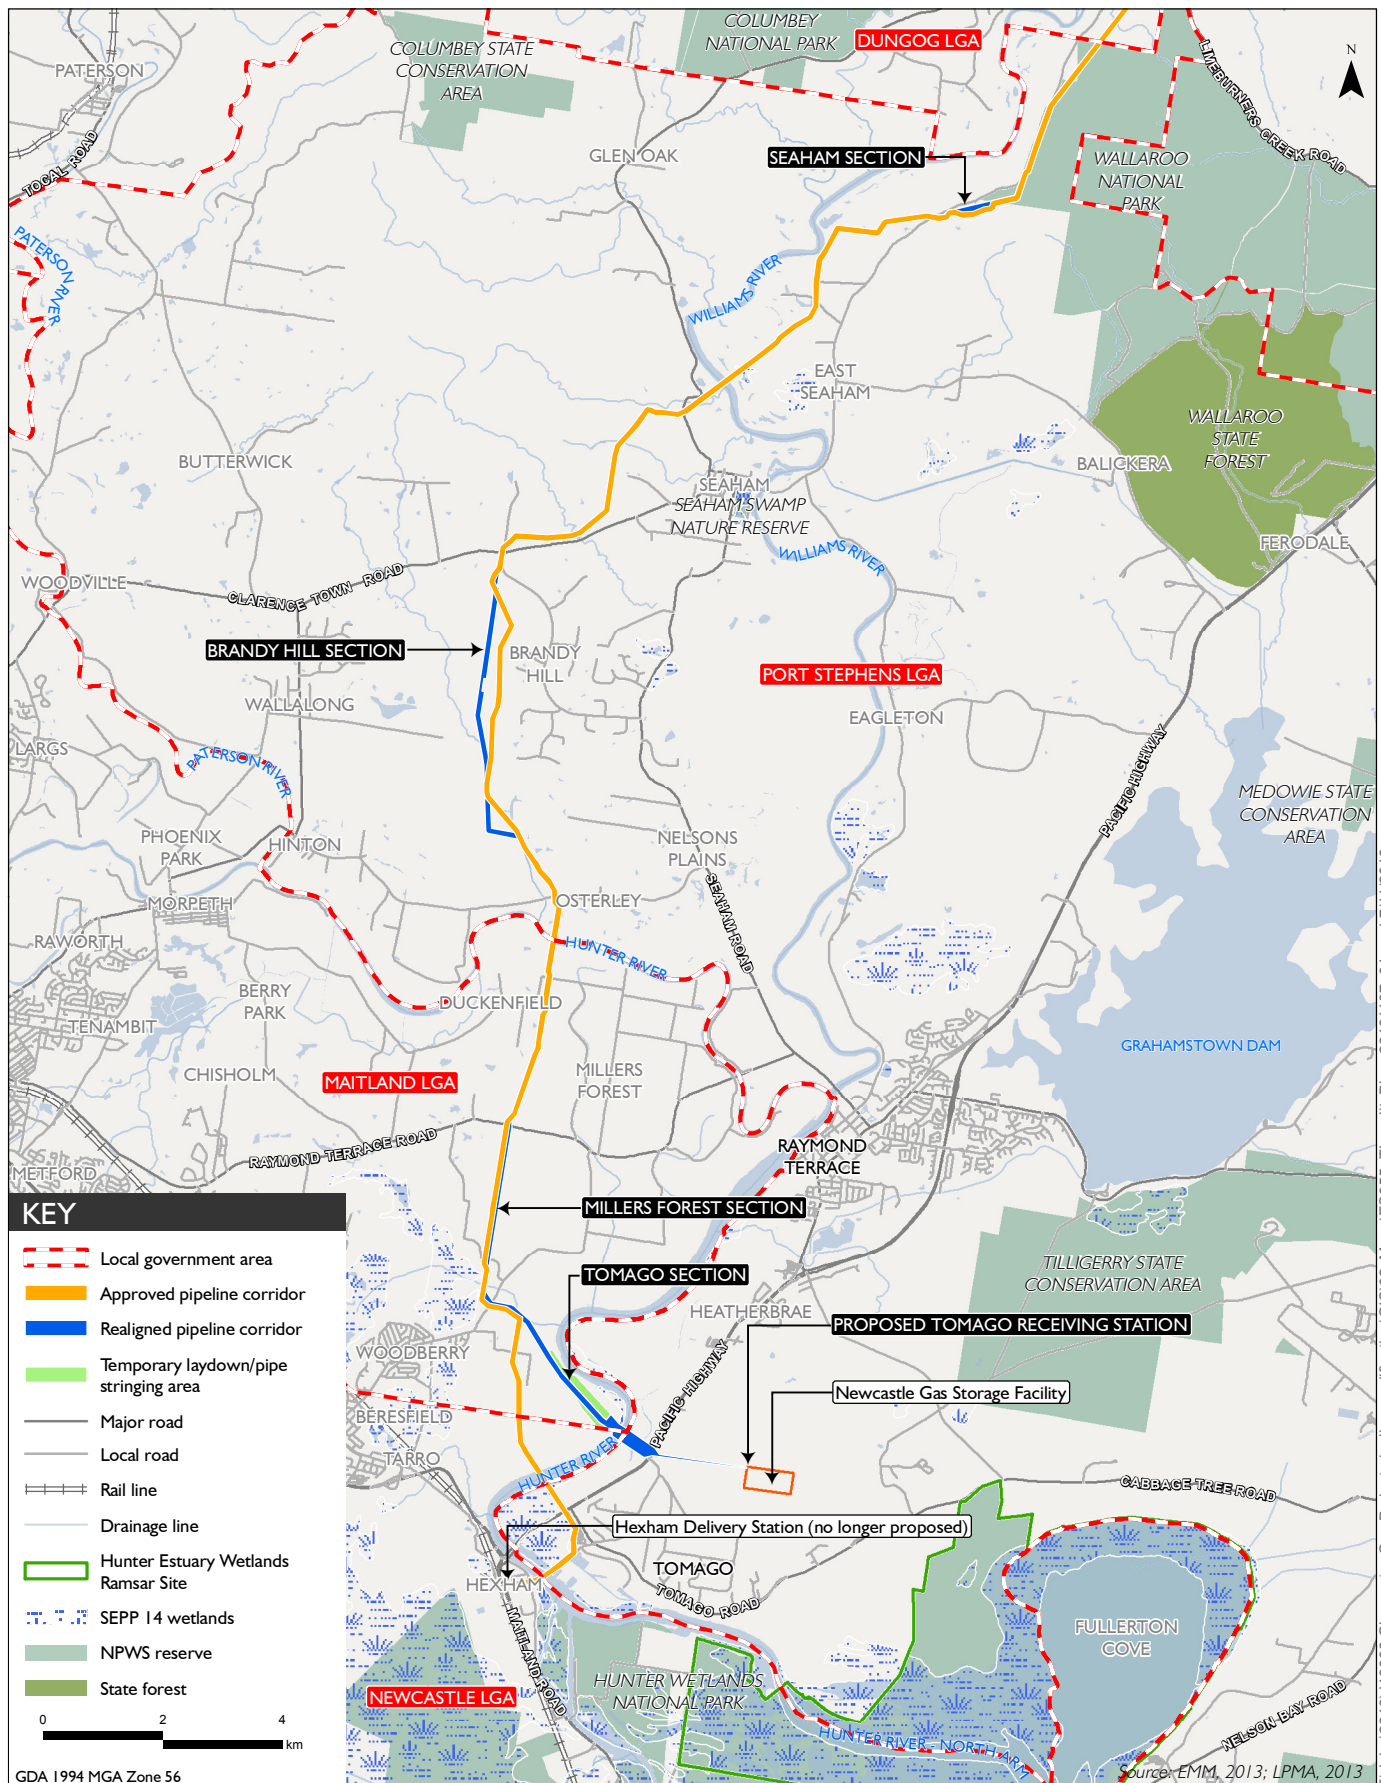 COLUMBEY
NATIONAL PARK
DUNGOG LGA
COLUMBEY STATE
CONSERVATION
AREA
PATERSON
N
LIMEBURNERS CREEK ROAD
TOCAL ROAD
GLEN OAK
SEAHAM SECTION
WALLAROO
NATIONAL
PARK
PATERSON RIVER
WILLIAMS RIVER
EAST
SEAHAM
WALLAROO
STATE
FOREST
BUTTERWICK
BALICKERA
SEAHAM
SEAHAM SWAMP
NATURE RESERVE
FERODALE
WILLIAMS RIVER
WOODVILLE
CLARENCE TOWN ROAD
BRANDY HILL SECTION
BRANDY
HILL
PORT STEPHENS LGA
WALLALONG
EAGLETON
LARGS
PATERSON RIVER
PACIFIC HIGHWAY
MEDOWIE STATE
CONSERVATION
AREA
PHOENIX
PARK
HINTON
NELSONS
PLAINS
MORPETH
OSTERLEY
SEAHAM ROAD
RAWORTH
HUNTER RIVER
BERRY
PARK
DUCKENFIELD
TENAMBIT
GRAHAMSTOWN DAM
CHISHOLM
MAITLAND LGA
MILLERS
FOREST
RAYMOND TERRACE ROAD
RAYMOND
TERRACE
METFORD
MILLERS FOREST SECTION
TOMAGO SECTION
TILLIGERRY STATE
CONSERVATION AREA
HEATHERBRAE
PROPOSED TOMAGO RECEIVING STATION
WOODBERRY
PACIFIC HIGHWAY
Newcastle Gas Storage Facility
BERESFIELD
TARRO
HUNTER RIVER
CABBAGE TREE ROAD
Hexham Delivery Station (no longer proposed)
TOMAGO
HEXHAM
TOMAGO ROAD
MAITLAND ROAD
FULLERTON
COVE
HUNTER WETLANDS
NATIONAL PARK
NEWCASTLE LGA
HUNTER RIVER - NORTH ARM
NELSON BAY ROAD
KEY
Local government area
Approved pipeline corridor
Realigned pipeline corridor
Temporary laydown/pipe
stringing area
Major road
Local road
Rail line
Drainage line
Hunter Estuary Wetlands
Ramsar Site
SEPP 14 wetlands
NPWS reserve
State forest
0 2 4
km
GDA 1994 MGA Zone 56
Source: EMM, 2013; LPMA, 2013